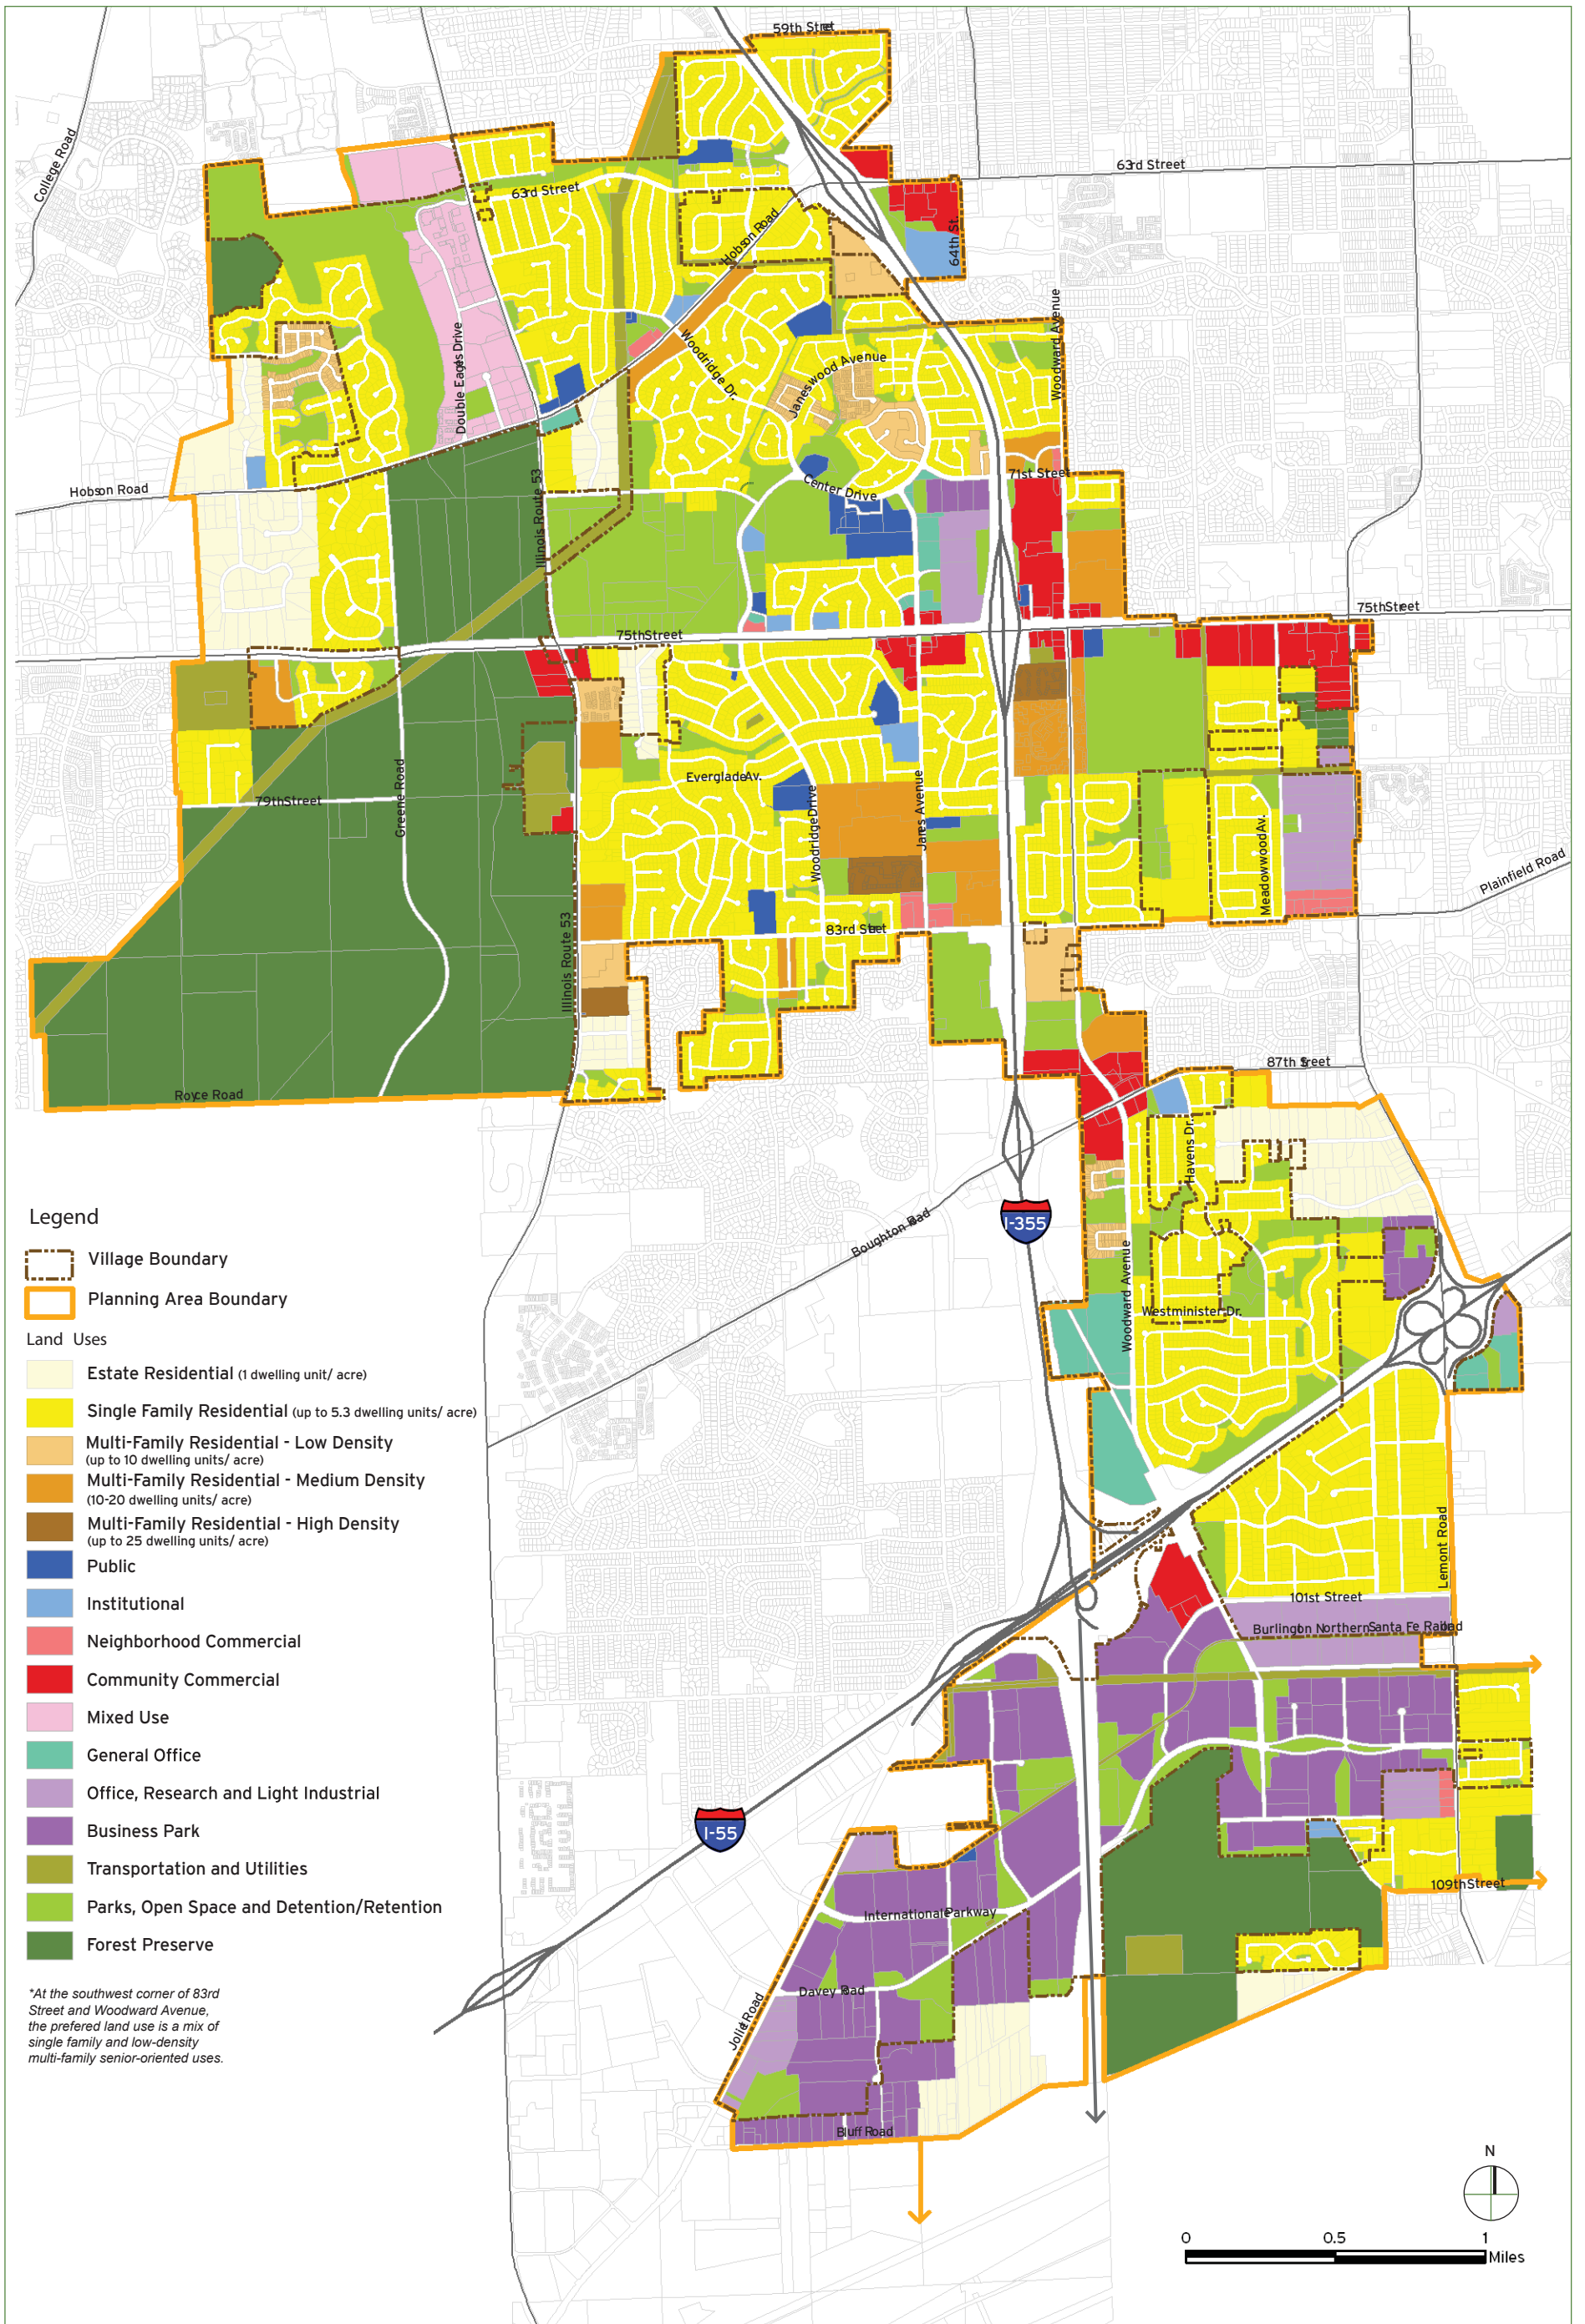 59th Stret
College Road
63rd Street
63rd Street
Hobson Road
64th St.
Double Eagle Drive
Woodridge Dr.
Janeswood Avenue
Woodward Avenue
71st Street
Hobson Road
Center Drive
Illinois Route 53
75thStreet
75thStreet
Everglade Av.
79thStreet
Greene Road
WoodridgeDrive
Janes Avenue
MeadowwoodAv.
Plainfield Road
83rd Street
Illinois Route 53
87th Street
Royce Road
Havens Dr.
I-355
Boughton Road
Woodward Avenue
Westminister Dr.
Lemont Road
101st Street
Burlington Northern Santa Fe Railroad
I-55
109thStreet
Internationale Parkway
Davey Road
Joliet Road
Bluff Road
Legend
Village Boundary
Planning Area Boundary
Land Uses
Estate Residential (1 dwelling unit/ acre)
Single Family Residential (up to 5.3 dwelling units/ acre)
Multi-Family Residential - Low Density
(up to 10 dwelling units/ acre)
Multi-Family Residential - Medium Density
(10-20 dwelling units/ acre)
Multi-Family Residential - High Density
(up to 25 dwelling units/ acre)
Public
Institutional
Neighborhood Commercial
Community Commercial
Mixed Use
General Office
Office, Research and Light Industrial
Business Park
Transportation and Utilities
Parks, Open Space and Detention/Retention
Forest Preserve
*At the southwest corner of 83rd
Street and Woodward Avenue,
the prefered land use is a mix of
single family and low-density
multi-family senior-oriented uses.
N
0 0.5 1
Miles